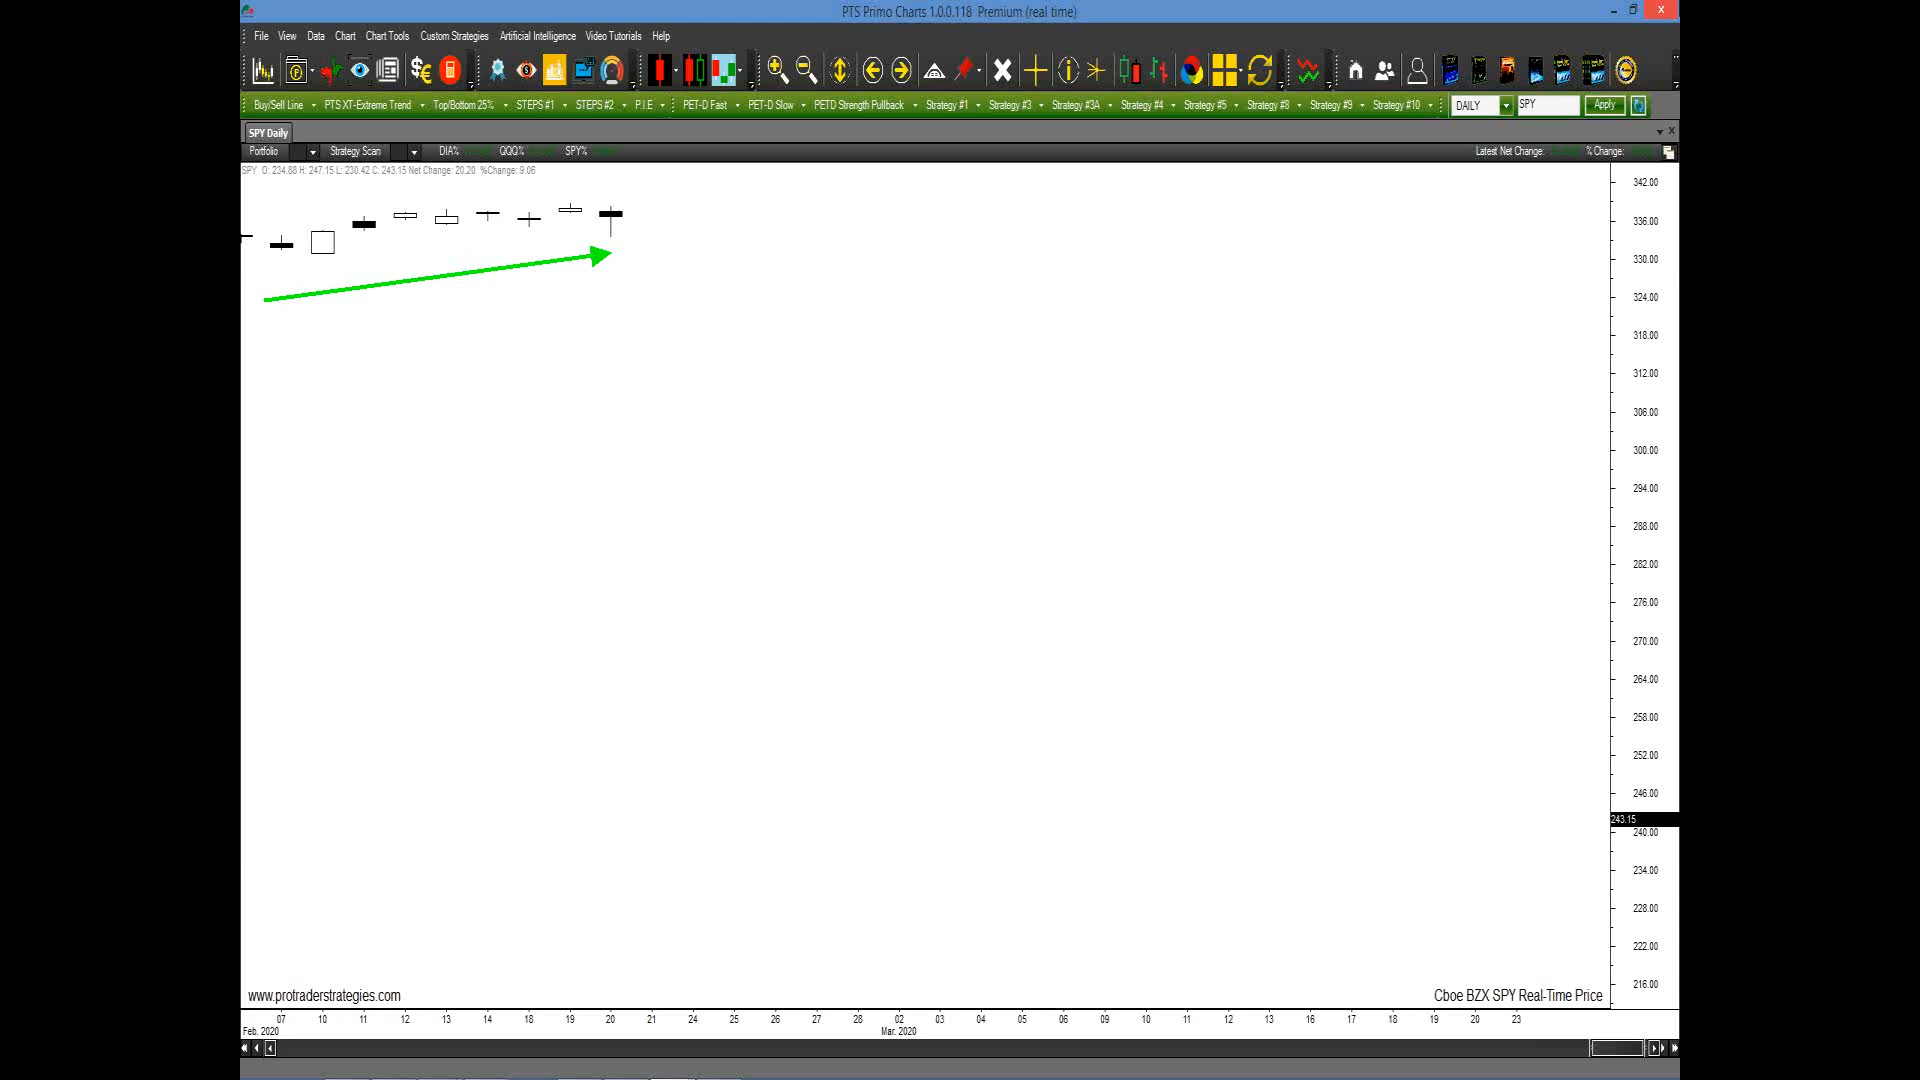 PTS Primo Charts 1.0.0.118 Premium (real time)
File View Data Chart Chart Tools Custom Strategies Artificial Intelligence Video Tutorials Help
Buy/Sell Line PTS XT-Extreme Trend Top/Bottom 25% STEPS #1 STEPS #2 P.I.E PET-D Fast PET-D Slow PETD Strength Pullback Strategy #1 Strategy #3 Strategy #3A Strategy #4 Strategy #5 Strategy #8 Strategy #9 Strategy #10 DAILY SPY Apply
SPY Daily
Portfolio Strategy Scan DIA% QQQ% SPY% Latest Net Change: % Change:
SPY O: 234.88 H: 247.15 L: 230.42 C: 243.15 Net Change: 20.20 %Change: 9.06
342.00
336.00
330.00
324.00
318.00
312.00
306.00
300.00
294.00
288.00
282.00
276.00
270.00
264.00
258.00
252.00
246.00
243.15
240.00
234.00
228.00
222.00
216.00
www.protraderstrategies.com Cboe BZX SPY Real-Time Price
07 10 11 12 13 14 18 19 20 21 24 25 26 27 28 02 03 04 05 06 09 10 11 12 13 16 17 18 19 20 23
Feb. 2020 Mar. 2020